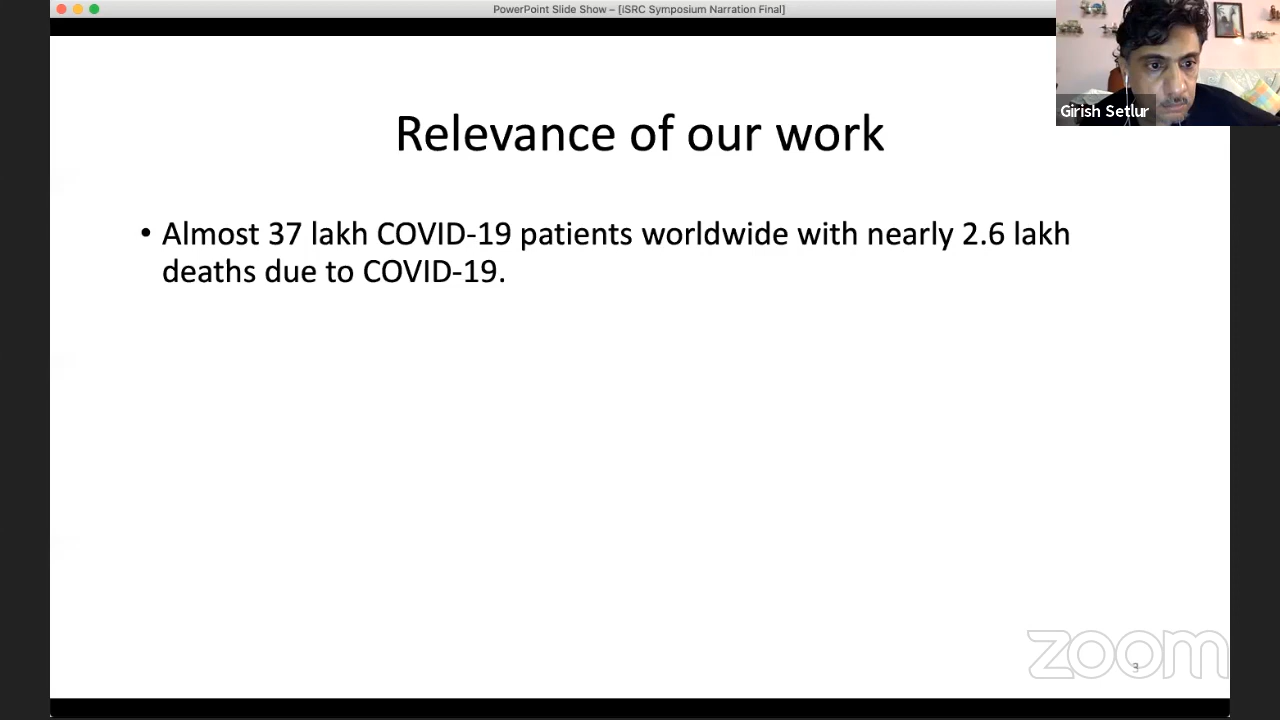 PowerPoint Slide Show – [iSRC Symposium Narration Final]
Girish Setlur
Relevance of our work
• Almost 37 lakh COVID-19 patients worldwide with nearly 2.6 lakh
deaths due to COVID-19.
zoom
3